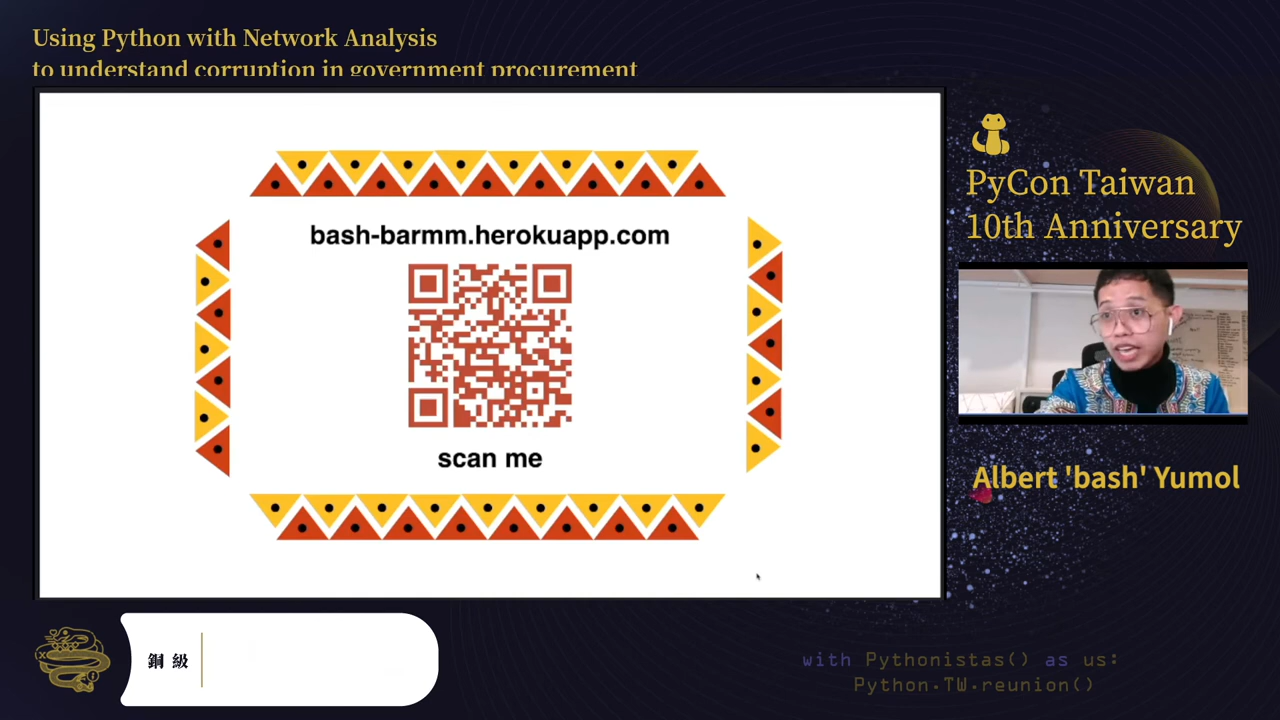 Using Python with Network Analysis
to understand corruption in government procurement
bash-barmm.herokuapp.com
scan me
PyCon Taiwan
10th Anniversary
Albert 'bash' Yumol
銅級
with Pythonistas() as us:
Python.TW.reunion()